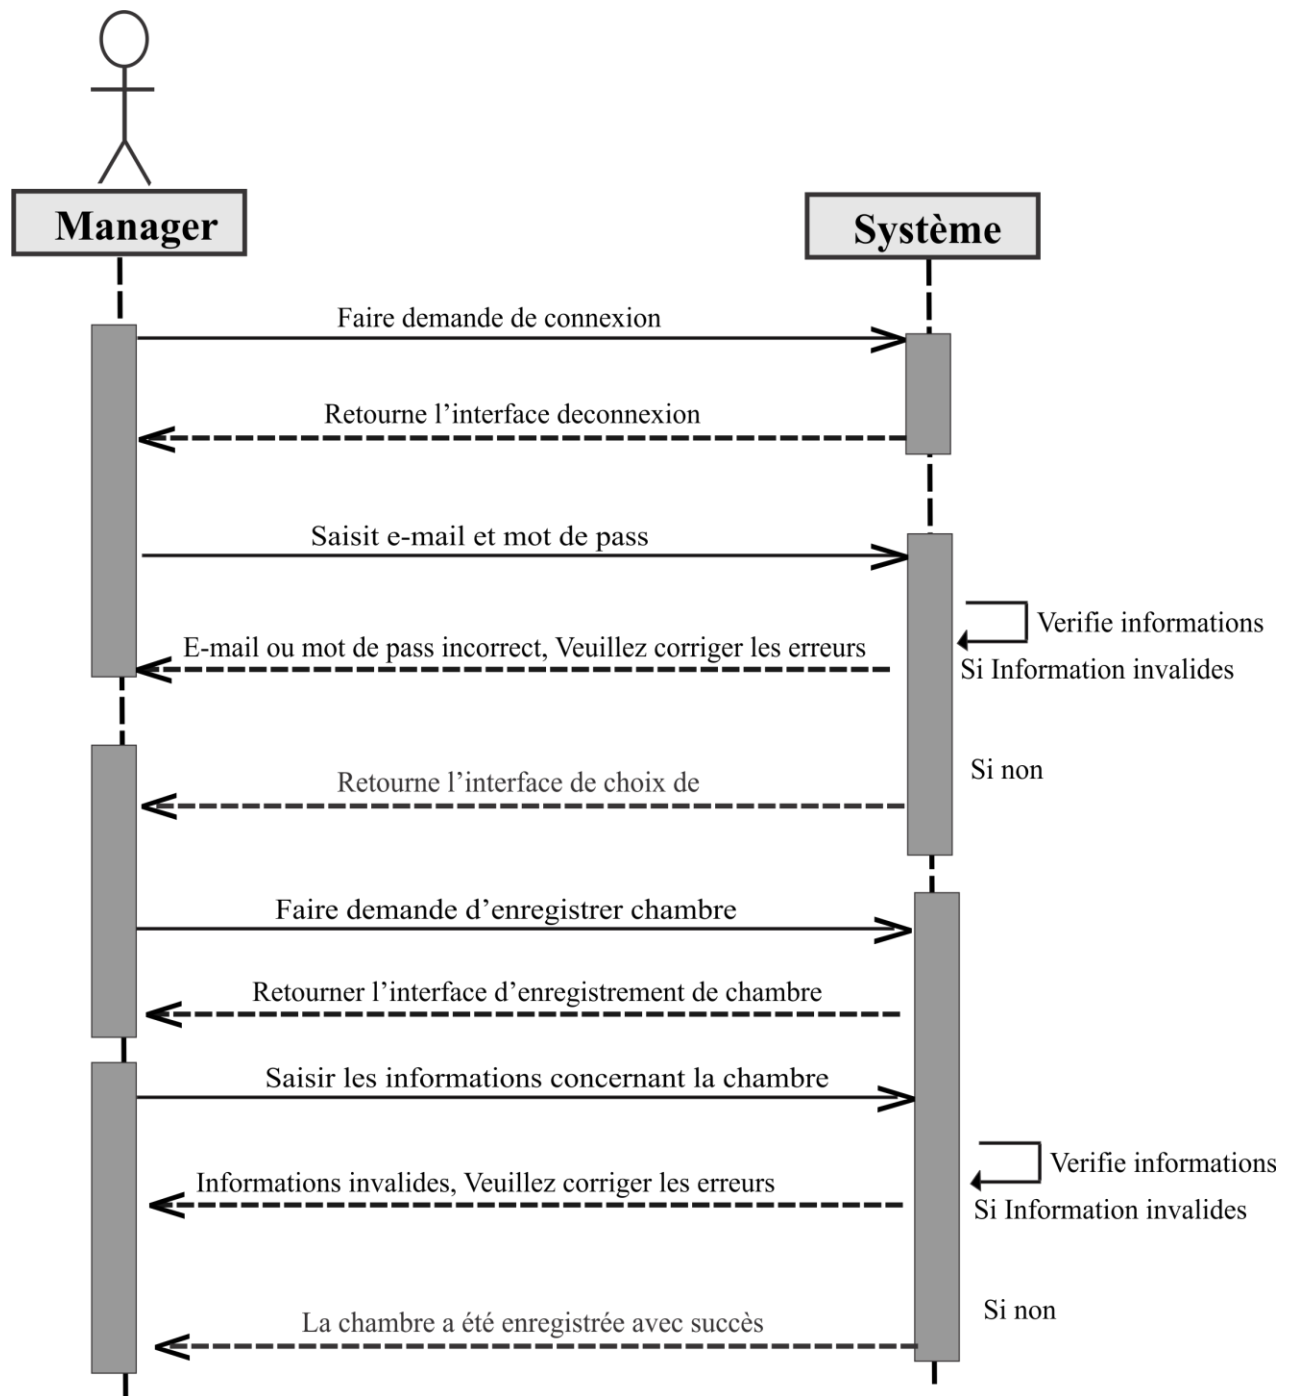 Manager
Système
Faire demande de connexion
Retourne l’interface deconnexion
Saisit e-mail et mot de pass
Verifie informations
E-mail ou mot de pass incorrect, Veuillez corriger les erreurs
Si Information invalides
Si non
Retourne l’interface de choix de
Faire demande d’enregistrer chambre
Retourner l’interface d’enregistrement de chambre
Saisir les informations concernant la chambre
Verifie informations
Informations invalides, Veuillez corriger les erreurs
Si Information invalides
Si non
La chambre a été enregistrée avec succès